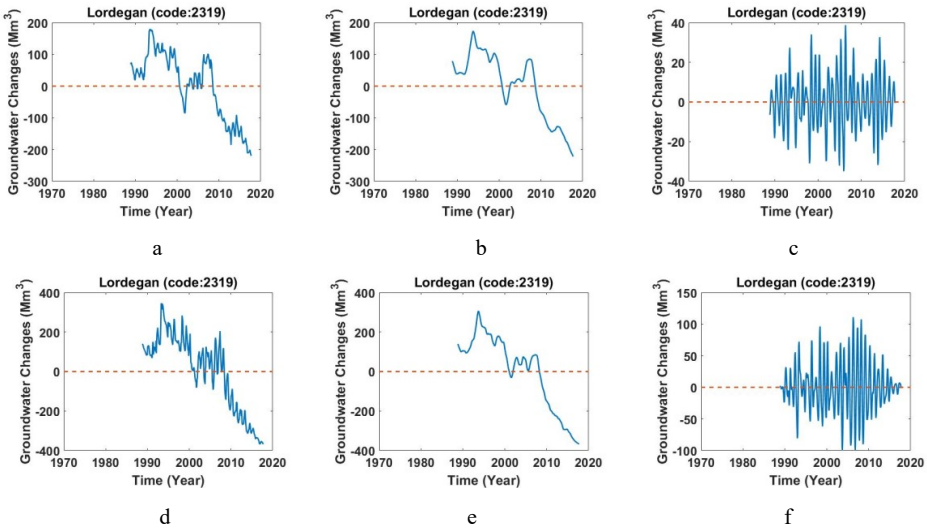 Lordegan (code:2319)
Groundwater Changes (Mm³)
200
100
0
-100
-200
-300
1970
1980
1990
2000
2010
2020
Time (Year)
a
Lordegan (code:2319)
Groundwater Changes (Mm³)
200
100
0
-100
-200
-300
1970
1980
1990
2000
2010
2020
Time (Year)
b
Lordegan (code:2319)
Groundwater Changes (Mm³)
40
20
0
-20
-40
1970
1980
1990
2000
2010
2020
Time (Year)
c
Lordegan (code:2319)
Groundwater Changes (Mm³)
400
200
0
-200
-400
1970
1980
1990
2000
2010
2020
Time (Year)
d
Lordegan (code:2319)
Groundwater Changes (Mm³)
400
200
0
-200
-400
1970
1980
1990
2000
2010
2020
Time (Year)
e
Lordegan (code:2319)
Groundwater Changes (Mm³)
150
100
50
0
-50
-100
1970
1980
1990
2000
2010
2020
Time (Year)
f